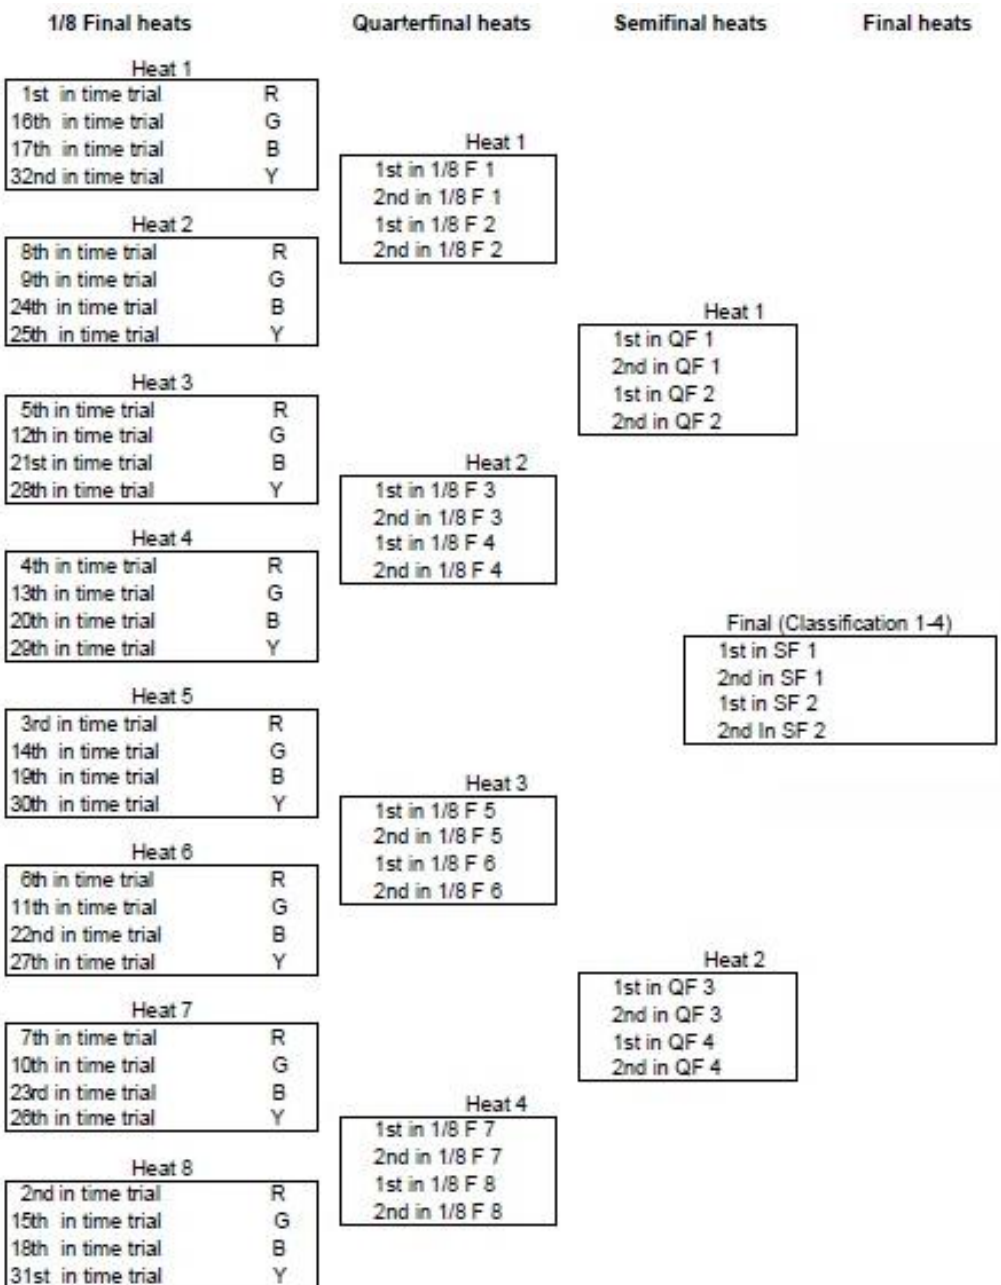 1/8 Final heats
Quarterfinal heats
Semifinal heats
Final heats
Heat 1
1st in time trial R
16th in time trial G
17th in time trial B
32nd in time trial Y
Heat 2
8th in time trial R
9th in time trial G
24th in time trial B
25th in time trial Y
Heat 3
5th in time trial R
12th in time trial G
21st in time trial B
28th in time trial Y
Heat 4
4th in time trial R
13th in time trial G
20th in time trial B
29th in time trial Y
Heat 5
3rd in time trial R
14th in time trial G
19th in time trial B
30th in time trial Y
Heat 6
6th in time trial R
11th in time trial G
22nd in time trial B
27th in time trial Y
Heat 7
7th in time trial R
10th in time trial G
23rd in time trial B
26th in time trial Y
Heat 8
2nd in time trial R
15th in time trial G
18th in time trial B
31st in time trial Y
Heat 1
1st in 1/8 F 1
2nd in 1/8 F 1
1st in 1/8 F 2
2nd in 1/8 F 2
Heat 2
1st in 1/8 F 3
2nd in 1/8 F 3
1st in 1/8 F 4
2nd in 1/8 F 4
Heat 3
1st in 1/8 F 5
2nd in 1/8 F 5
1st in 1/8 F 6
2nd in 1/8 F 6
Heat 4
1st in 1/8 F 7
2nd in 1/8 F 7
1st in 1/8 F 8
2nd in 1/8 F 8
Heat 1
1st in QF 1
2nd in QF 1
1st in QF 2
2nd in QF 2
Heat 2
1st in QF 3
2nd in QF 3
1st in QF 4
2nd in QF 4
Final (Classification 1-4)
1st in SF 1
2nd in SF 1
1st in SF 2
2nd In SF 2